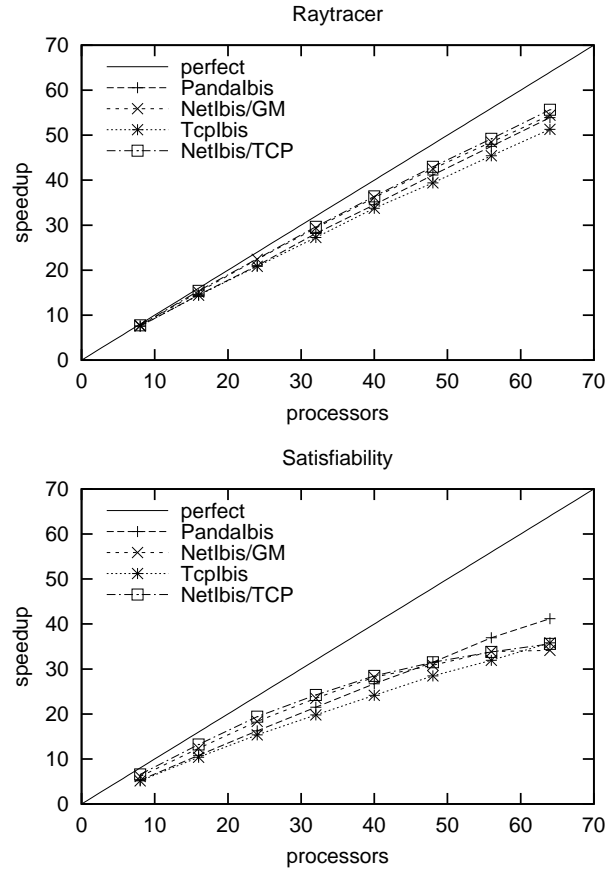 Raytracer
70
60
50
40
30
20
10
0
speedup
perfect
PandaIbis
NetIbis/GM
TcpIbis
NetIbis/TCP
0 10 20 30 40 50 60 70
processors
Satisfiability
70
60
50
40
30
20
10
0
speedup
perfect
PandaIbis
NetIbis/GM
TcpIbis
NetIbis/TCP
0 10 20 30 40 50 60 70
processors